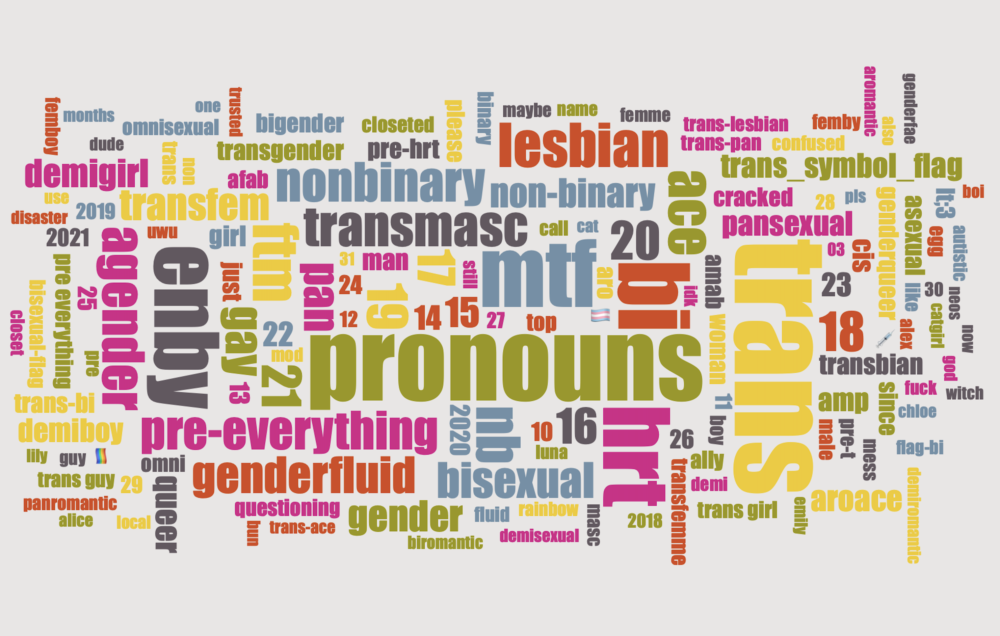 aromantic
genderfae
trusted
binary
femboy
months
one
omnisexual
bigender
closeted
please
maybe
name
femme
trans-lesbian
femby
also
dude
trans
transgender
pre-hrt
lesbian
trans-pan
confused
demigirl
non
afab
nonbinary
non-binary
ace
trans_symbol_flag
use
2019
transfem
cracked
28
pls
genderqueer
asexual
lt;3
boi
disaster
2021
uwu
girl
ftm
transmasc
call
cat
20
pansexual
egg
autistic
agender
enby
just
pan
31
man
17
still
mtf
aro
bi
idk
amab
trans
03
cis
pre everything
25
24
19
23
like
30
neos
bisexual-flag
closet
pre
gay
22
12
14
15
27
top
woman
18
alex
catgirl
now
mod
21
pronouns
transbian
god
13
trans-bi
11
amp
since
fuck
witch
chloe
demiboy
pre-everything
2020
nb
10
16
hrt
26
boy
male
pre-t
mess
flag-bi
lily
guy
omni
luna
ally
trans guy
29
queer
genderfluid
bisexual
transfemme
demi
aroace
demiromantic
panromantic
alice
local
questioning
bun
trans-ace
gender
fluid
rainbow
masc
2018
trans girl
emily
biromantic
demisexual